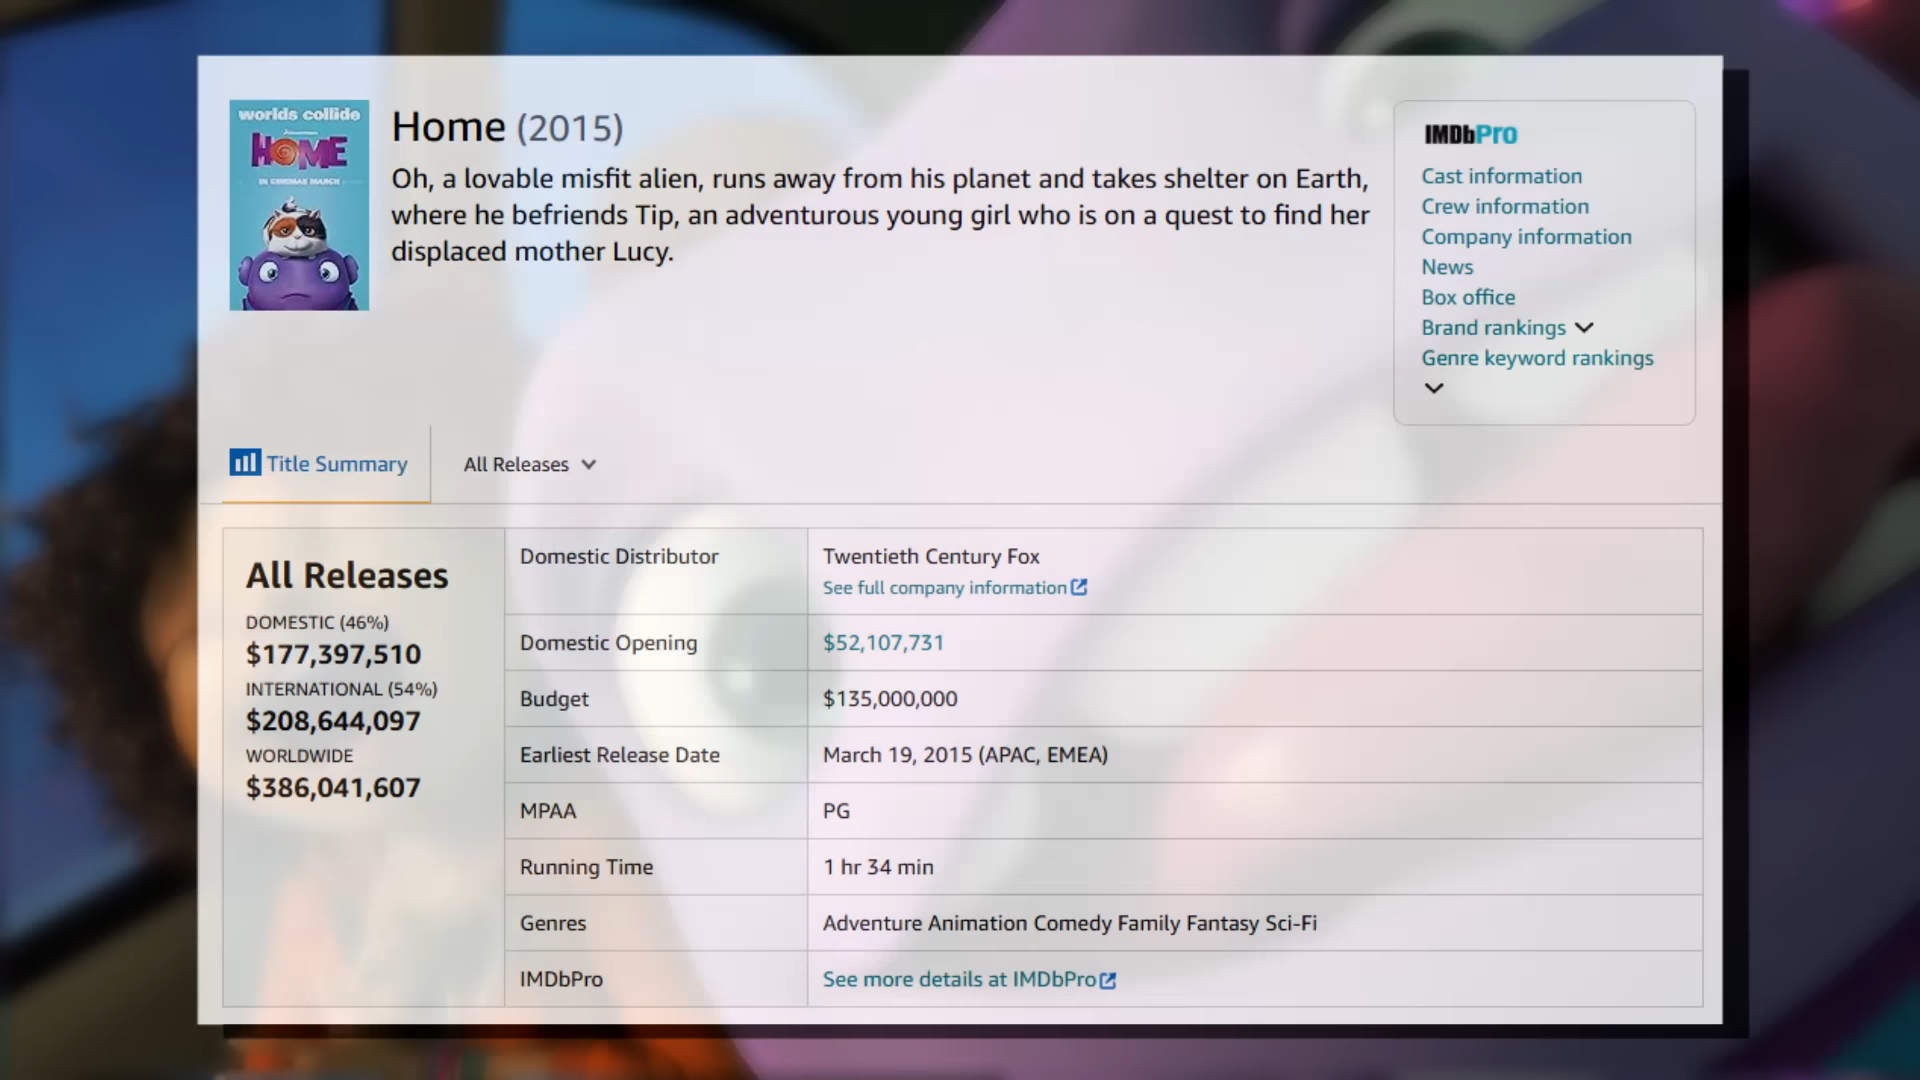 worlds collide
HOME
IN CINEMAS MARCH
Home (2015)
Oh, a lovable misfit alien, runs away from his planet and takes shelter on Earth,
where he befriends Tip, an adventurous young girl who is on a quest to find her
displaced mother Lucy.
IMDbPro
Cast information
Crew information
Company information
News
Box office
Brand rankings
Genre keyword rankings
Title Summary
All Releases
All Releases
DOMESTIC (46%)
$177,397,510
INTERNATIONAL (54%)
$208,644,097
WORLDWIDE
$386,041,607
Domestic Distributor
Twentieth Century Fox
See full company information
Domestic Opening
$52,107,731
Budget
$135,000,000
Earliest Release Date
March 19, 2015 (APAC, EMEA)
MPAA
PG
Running Time
1 hr 34 min
Genres
Adventure Animation Comedy Family Fantasy Sci-Fi
IMDbPro
See more details at IMDbPro